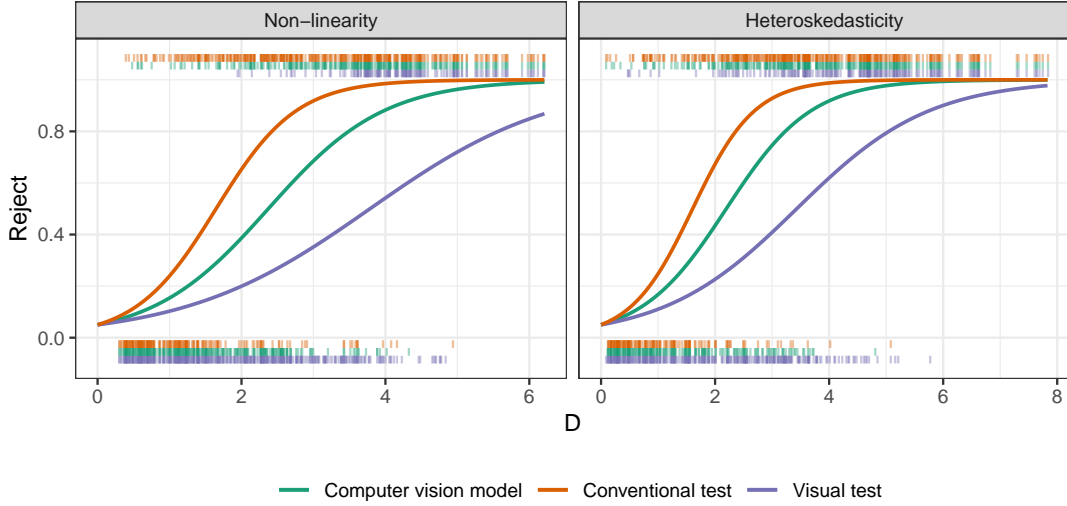 Non−linearity
Heteroskedasticity
Reject
0.8
0.4
0.0
0 2 4 6
0 2 4 6 8
D
Computer vision model Conventional test Visual test